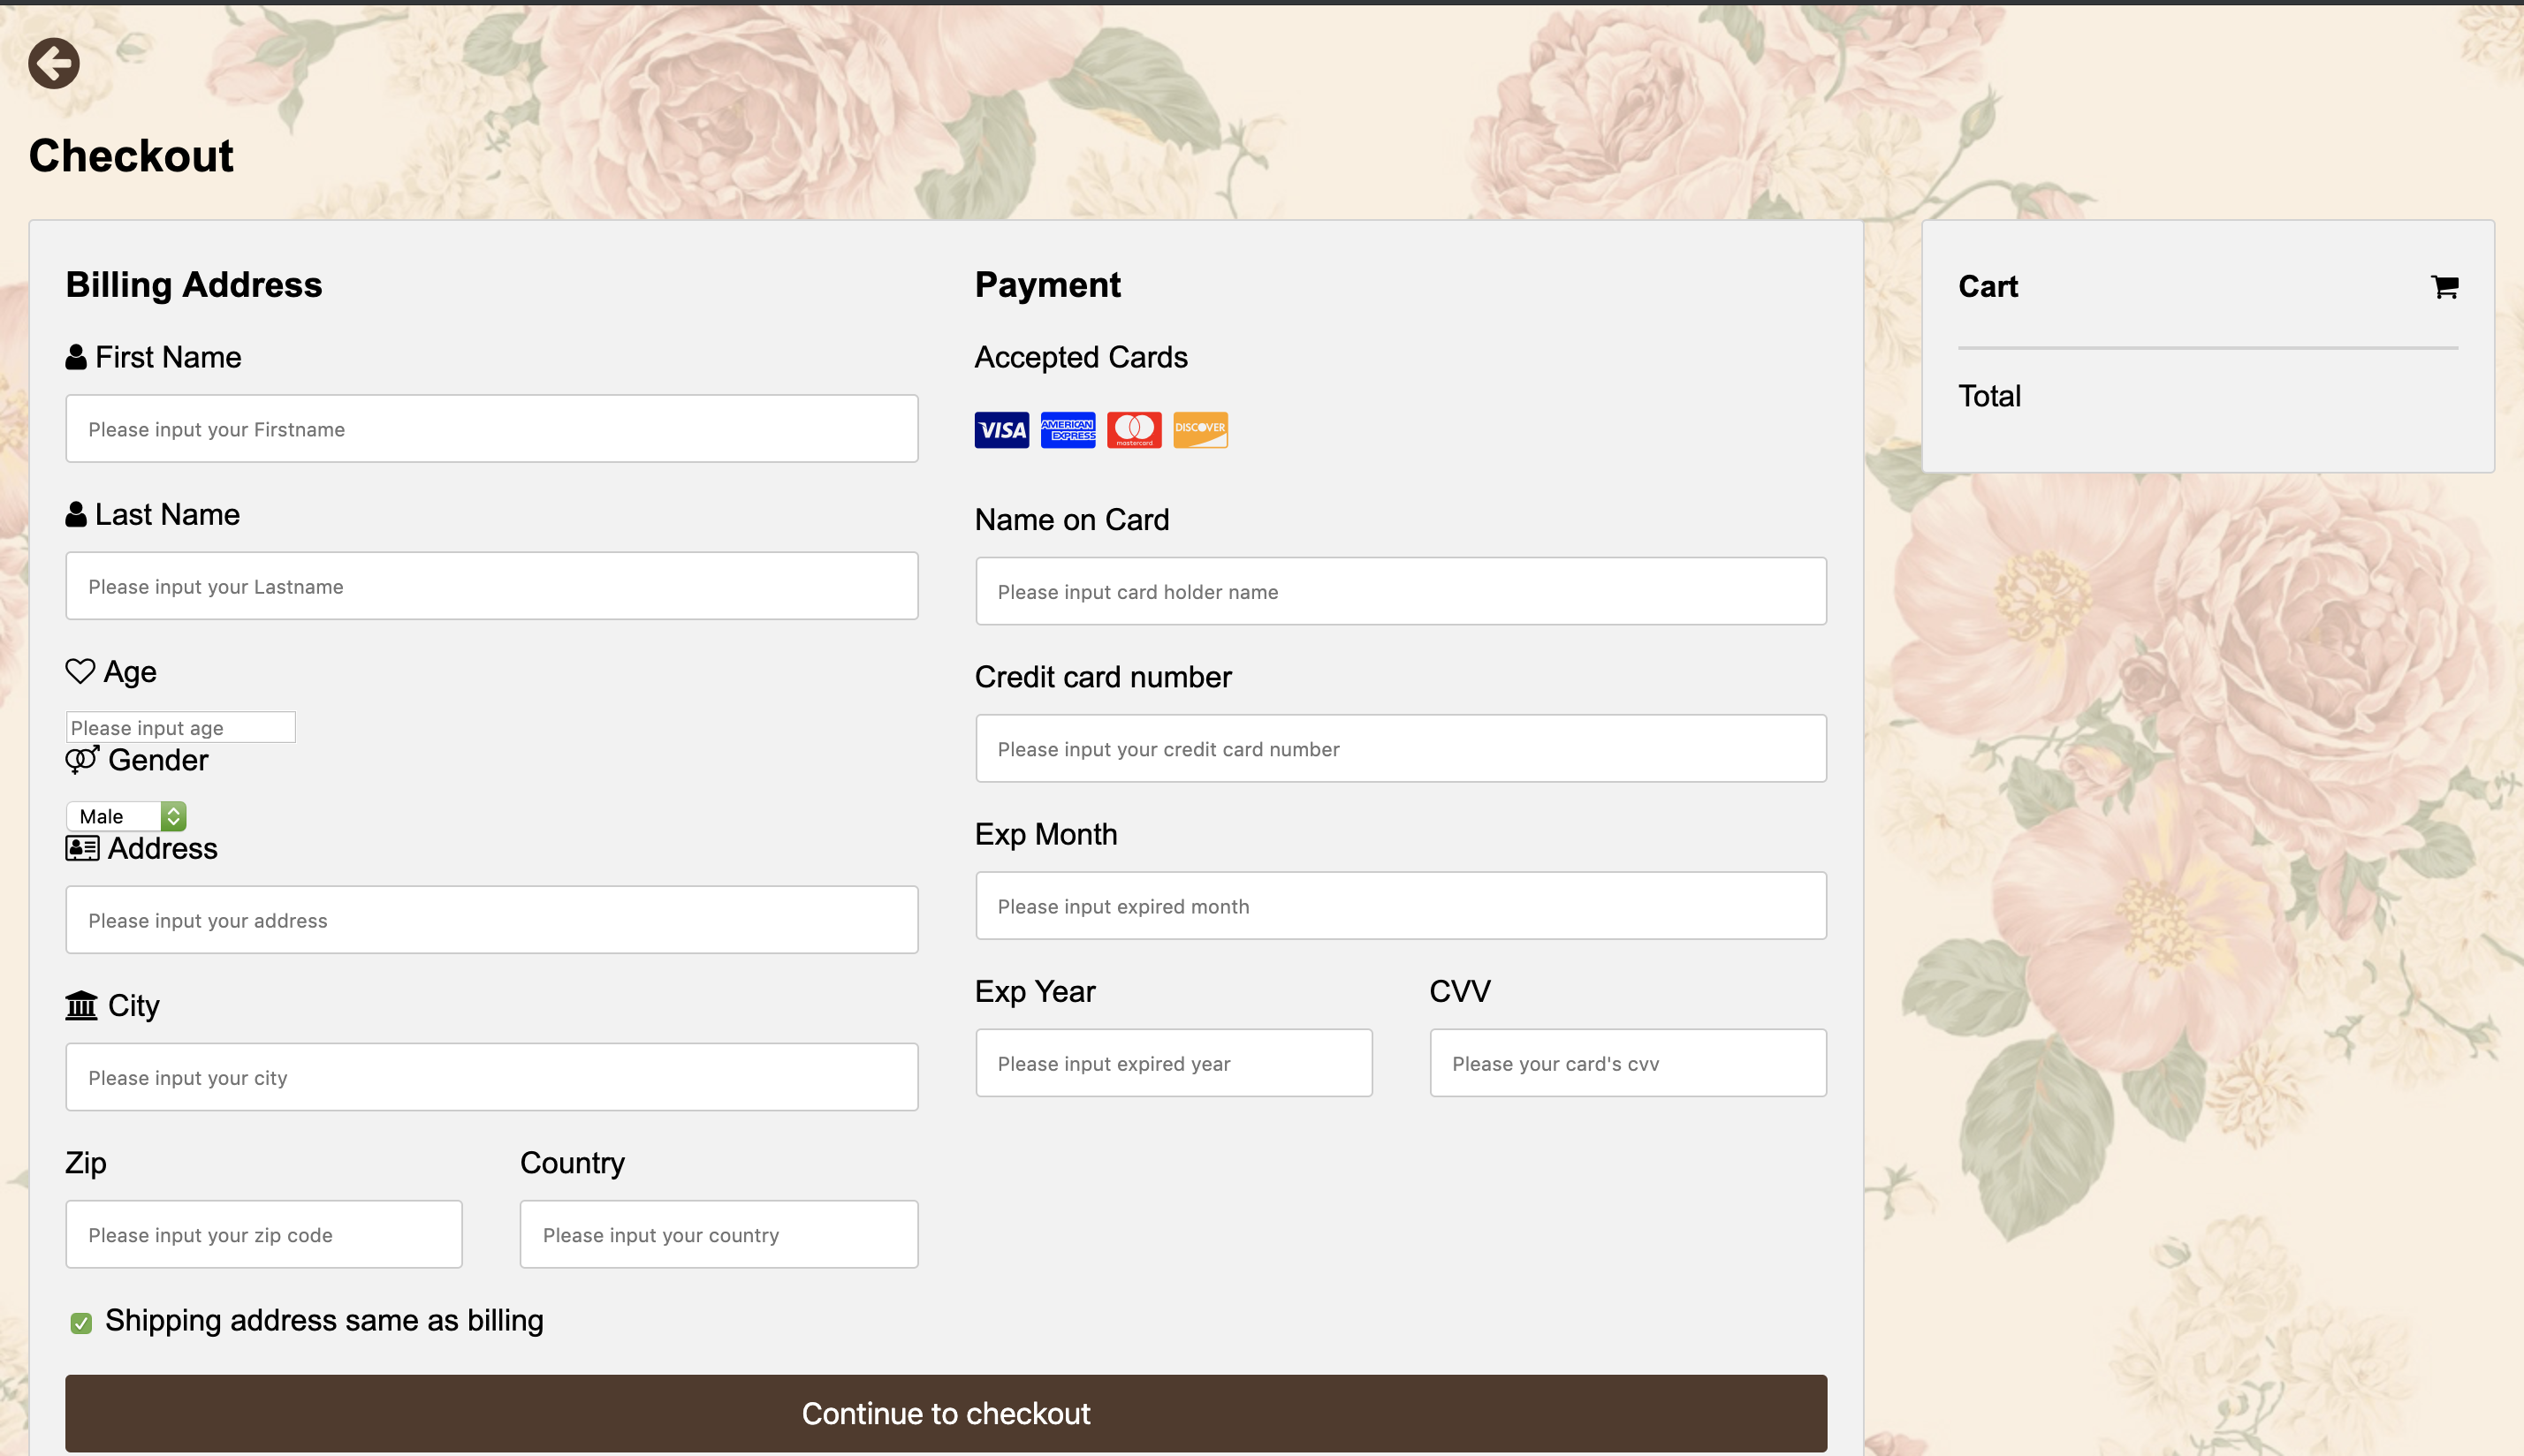 Checkout
Billing Address
First Name
Please input your Firstname
Last Name
Please input your Lastname
Age
Please input age
Gender
Male
Address
Please input your address
City
Please input your city
Zip
Country
Please input your zip code
Please input your country
Shipping address same as billing
Payment
Accepted Cards
VISA
AMERICAN
EXPRESS
mastercard
DISCOVER
Name on Card
Please input card holder name
Credit card number
Please input your credit card number
Exp Month
Please input expired month
Exp Year
CVV
Please input expired year
Please your card's cvv
Continue to checkout
Cart
Total